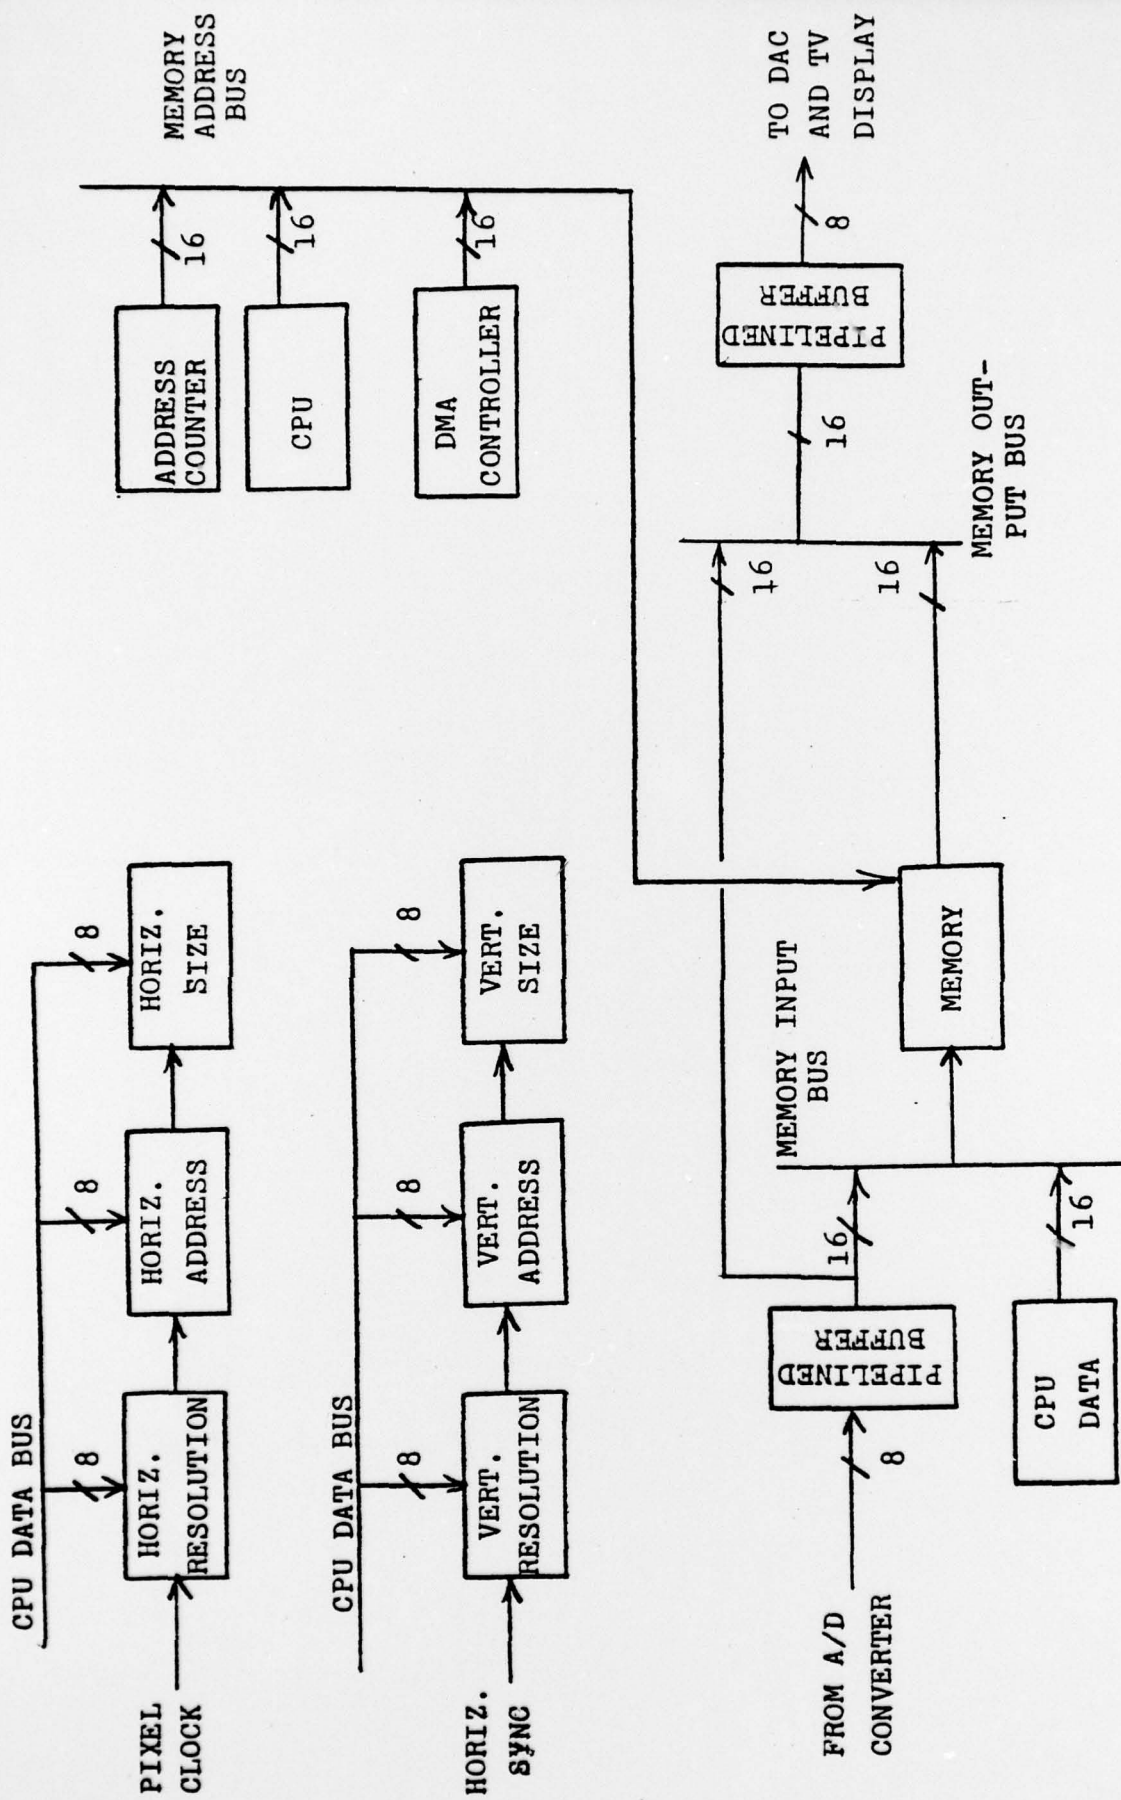 CPU DATA BUS
8
8
8
PIXEL
CLOCK
HORIZ.
RESOLUTION
HORIZ.
ADDRESS
HORIZ.
SIZE
CPU DATA BUS
8
8
8
HORIZ.
SYNC
VERT.
RESOLUTION
VERT.
ADDRESS
VERT.
SIZE
ADDRESS
COUNTER
16
CPU
16
DMA
CONTROLLER
16
MEMORY
ADDRESS
BUS
FROM A/D
CONVERTER
8
PIPELINED
BUFFER
16
CPU
DATA
16
MEMORY INPUT
BUS
MEMORY
16
16
MEMORY OUT-
PUT BUS
16
PIPELINED
BUFFER
8
TO DAC
AND TV
DISPLAY